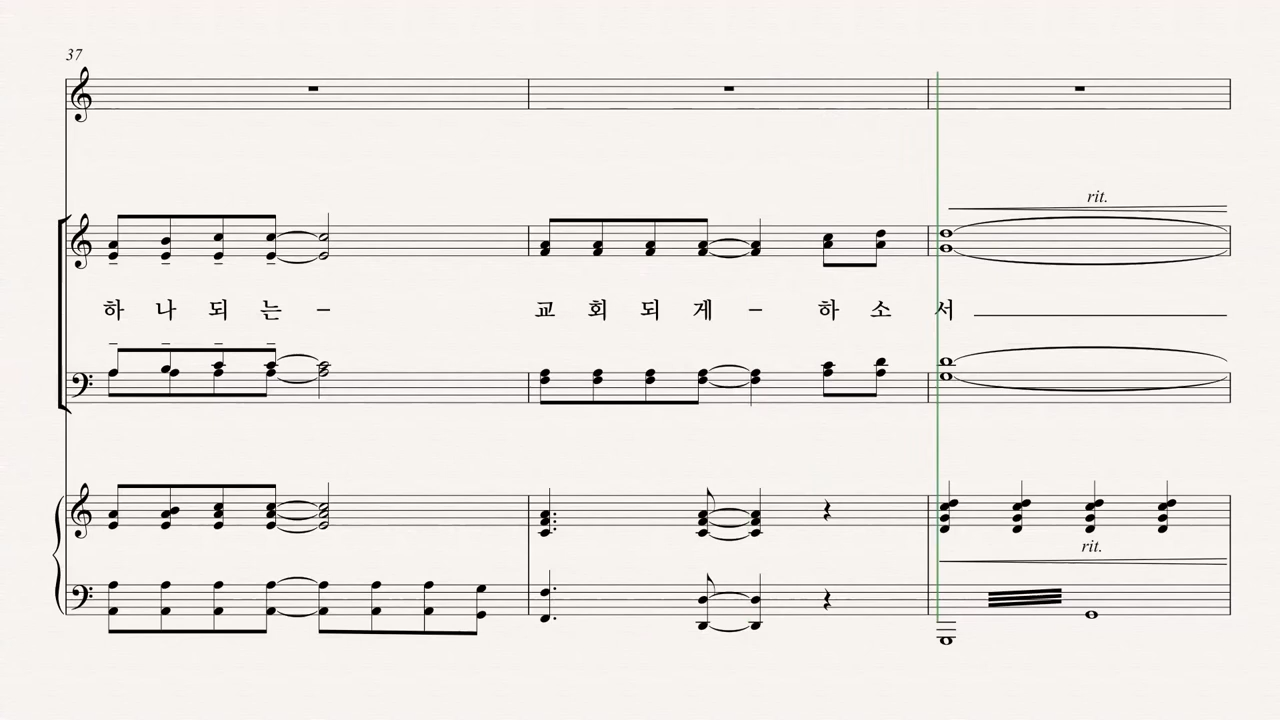 37
rit.
하 나 되 는 – 교 회 되 게 – 하 소 서
rit.